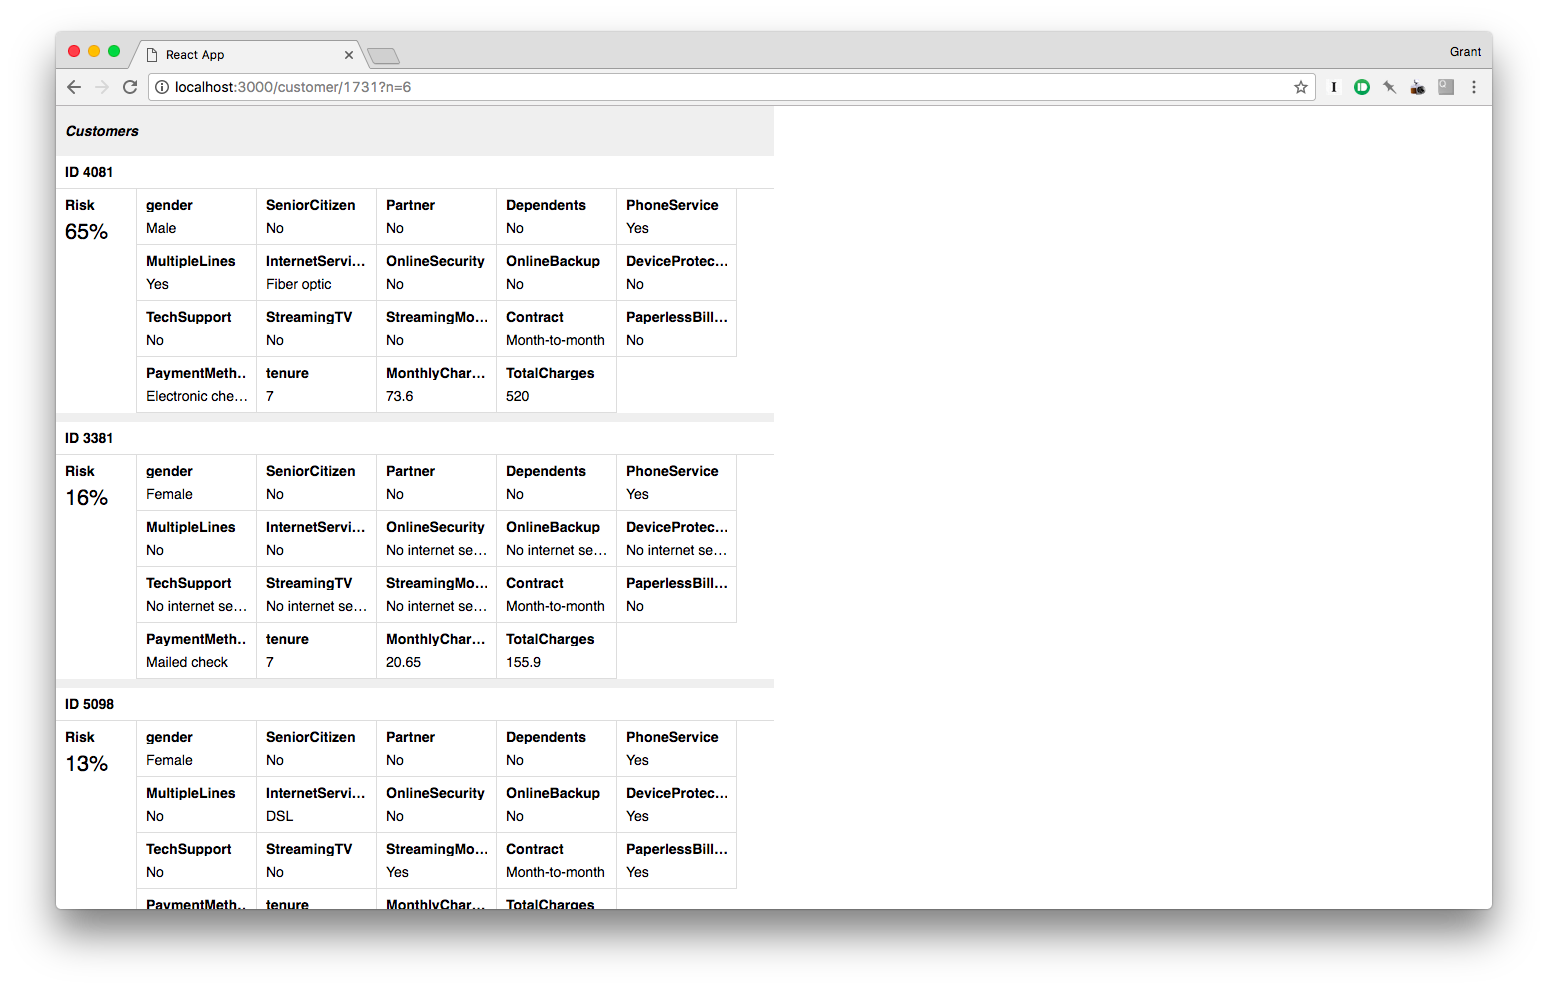 React App
Grant
localhost:3000/customer/1731?n=6
Customers
ID 4081
Risk gender SeniorCitizen Partner Dependents PhoneService
65% Male No No No Yes
MultipleLines InternetServi... OnlineSecurity OnlineBackup DeviceProtec...
Yes Fiber optic No No No
TechSupport StreamingTV StreamingMo... Contract PaperlessBill...
No No No Month-to-month No
PaymentMeth.. tenure MonthlyChar... TotalCharges
Electronic che... 7 73.6 520
ID 3381
Risk gender SeniorCitizen Partner Dependents PhoneService
16% Female No No No Yes
MultipleLines InternetServi... OnlineSecurity OnlineBackup DeviceProtec...
No No No internet se... No internet se... No internet se...
TechSupport StreamingTV StreamingMo... Contract PaperlessBill...
No internet se... No internet se... No internet se... Month-to-month No
PaymentMeth.. tenure MonthlyChar... TotalCharges
Mailed check 7 20.65 155.9
ID 5098
Risk gender SeniorCitizen Partner Dependents PhoneService
13% Female No No No Yes
MultipleLines InternetServi... OnlineSecurity OnlineBackup DeviceProtec...
No DSL No No Yes
TechSupport StreamingTV StreamingMo... Contract PaperlessBill...
No No Yes Month-to-month Yes
PaymentMeth.. tenure MonthlyChar... TotalCharges